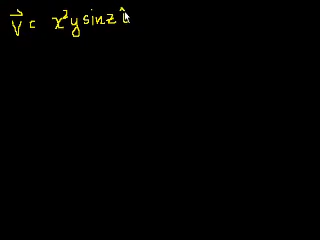 v⃗ = x²y sin z î